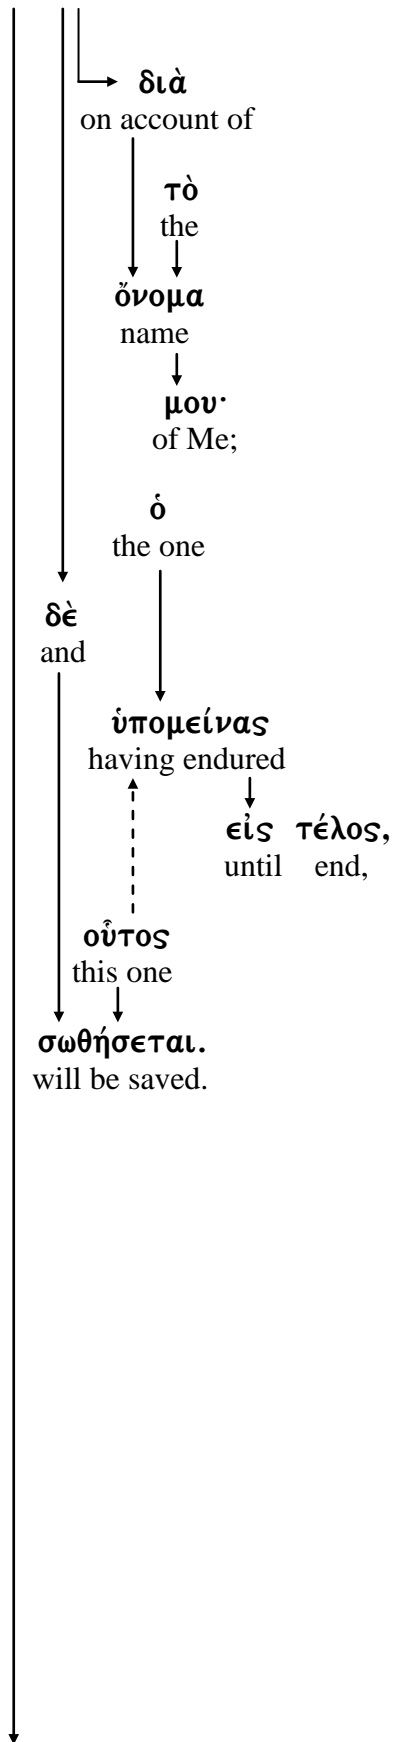 διὰ
on account of
τὸ
the
ὄνομα
name
μου·
of Me;
ὁ
the one
δὲ
and
ὑπομείνας
having endured
εἰς τέλος,
until end,
οὗτος
this one
σωθήσεται.
will be saved.